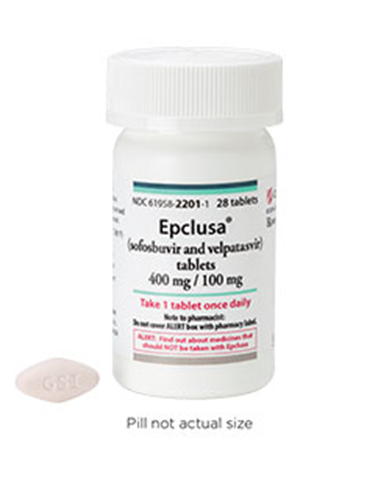 NDC 61958-2201-1 28 tablets
Epclusa®
(sofosbuvir and velpatasvir)
tablets
400 mg / 100 mg
Take 1 tablet once daily
Note to pharmacist:
Do not cover ALERT box with pharmacy label.
ALERT: Find out about medicines that
should NOT be taken with Epclusa
GSI
Pill not actual size